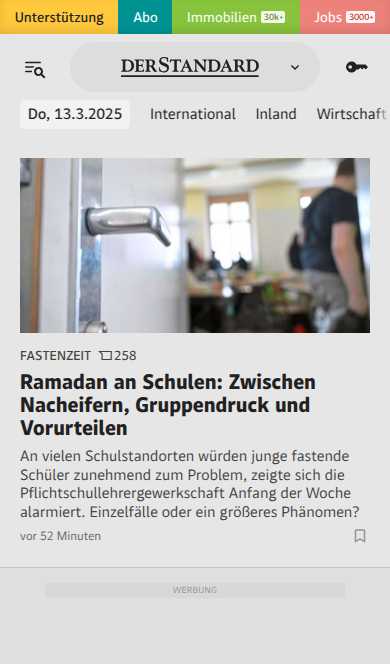 Unterstützung Abo Immobilien 30k+ Jobs 3000+
DERSTANDARD
Do, 13.3.2025 International Inland Wirtschaft
FASTENZEIT 258
Ramadan an Schulen: Zwischen
Nacheifern, Gruppendruck und
Vorurteilen
An vielen Schulstandorten würden junge fastende
Schüler zunehmend zum Problem, zeigte sich die
Pflichtschullehrergewerkschaft Anfang der Woche
alarmiert. Einzelfälle oder ein größeres Phänomen?
vor 52 Minuten
WERBUNG